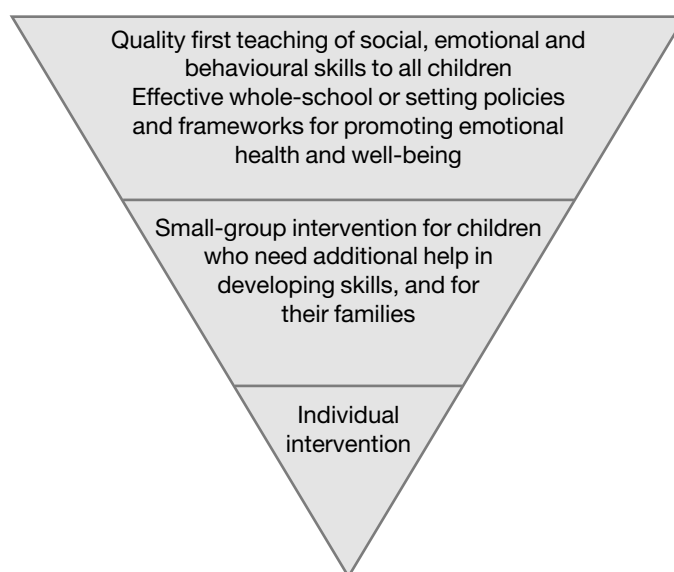 Quality first teaching of social, emotional and
behavioural skills to all children
Effective whole-school or setting policies
and frameworks for promoting emotional
health and well-being
Small-group intervention for children
who need additional help in
developing skills, and for
their families
Individual
intervention